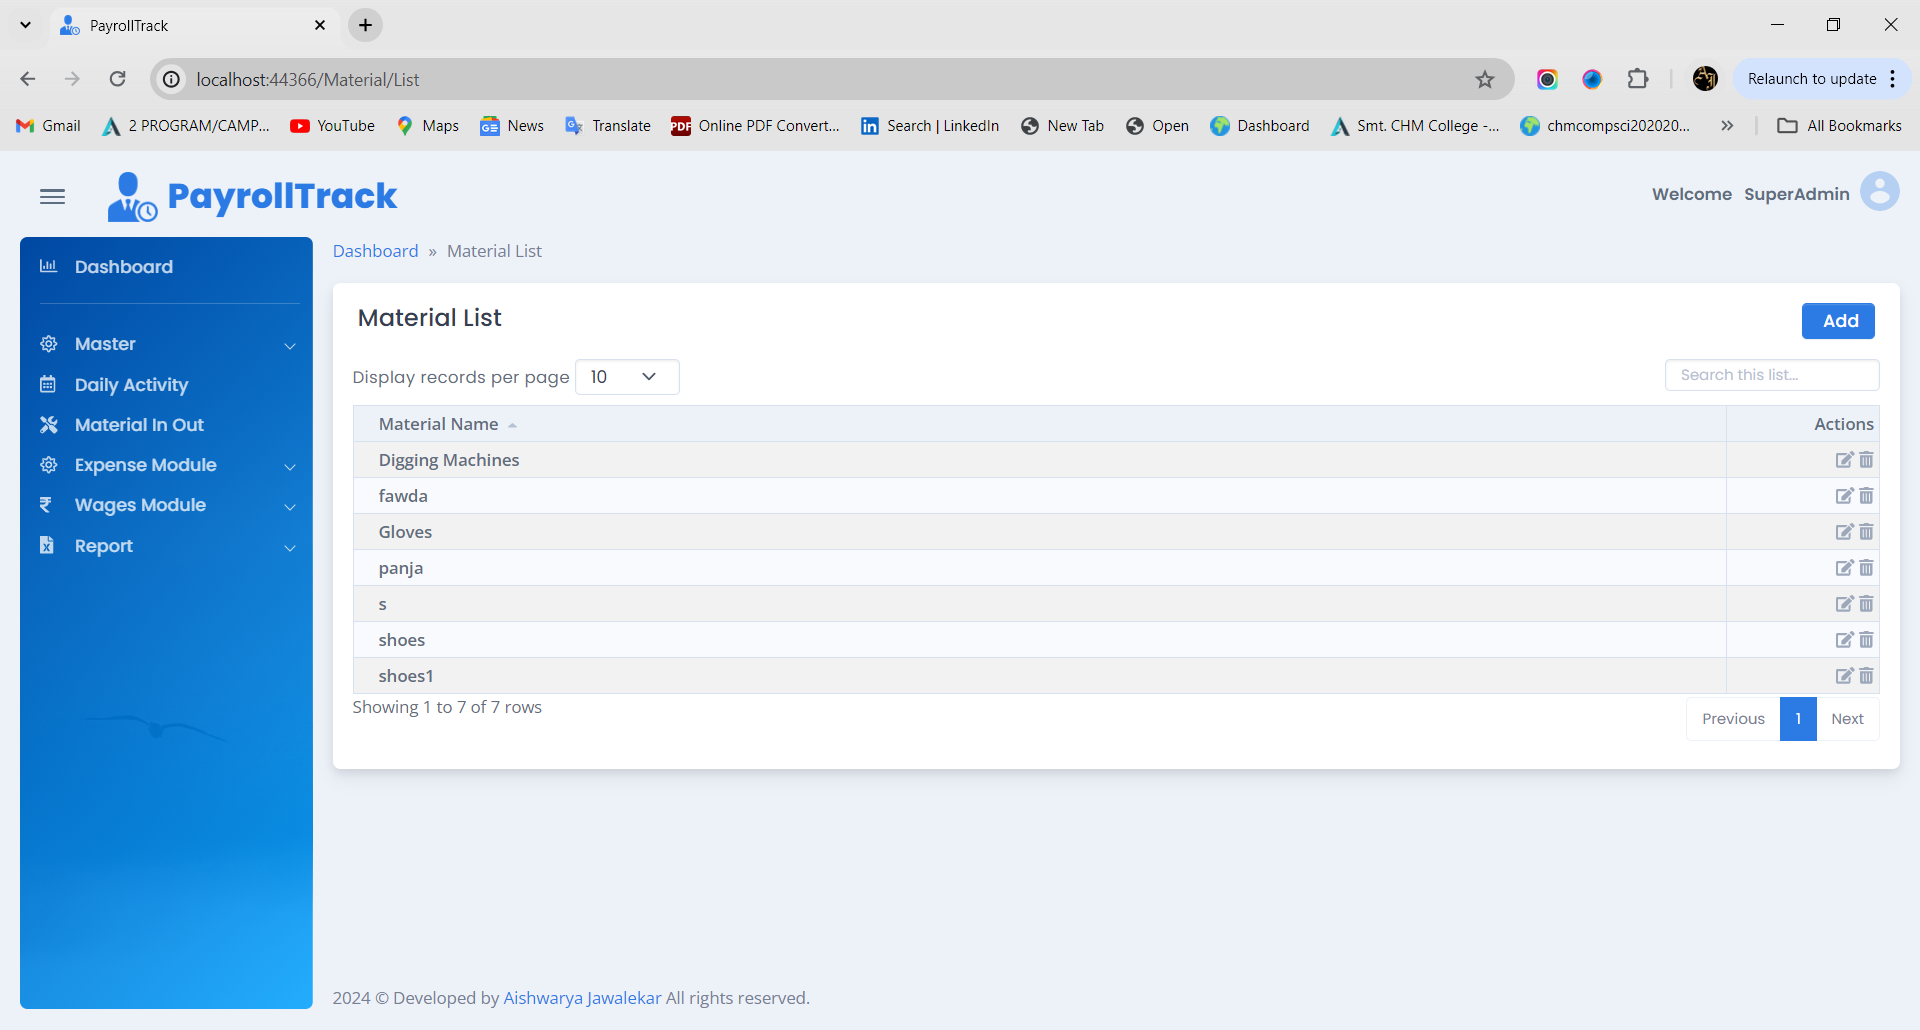 PayrollTrack
localhost:44366/Material/List
Relaunch to update
Gmail
2 PROGRAM/CAMP...
YouTube
Maps
News
Translate
PDF
Online PDF Convert...
Search | LinkedIn
New Tab
Open
Dashboard
Smt. CHM College -...
chmcompsci202020...
All Bookmarks
PayrollTrack
Welcome SuperAdmin
Dashboard
Master
Daily Activity
Material In Out
Expense Module
Wages Module
Report
Dashboard » Material List
Material List
Add
Display records per page 10
Search this list...
Material Name Actions
Digging Machines
fawda
Gloves
panja
s
shoes
shoes1
Showing 1 to 7 of 7 rows
Previous 1 Next
2024 © Developed by Aishwarya Jawalekar All rights reserved.